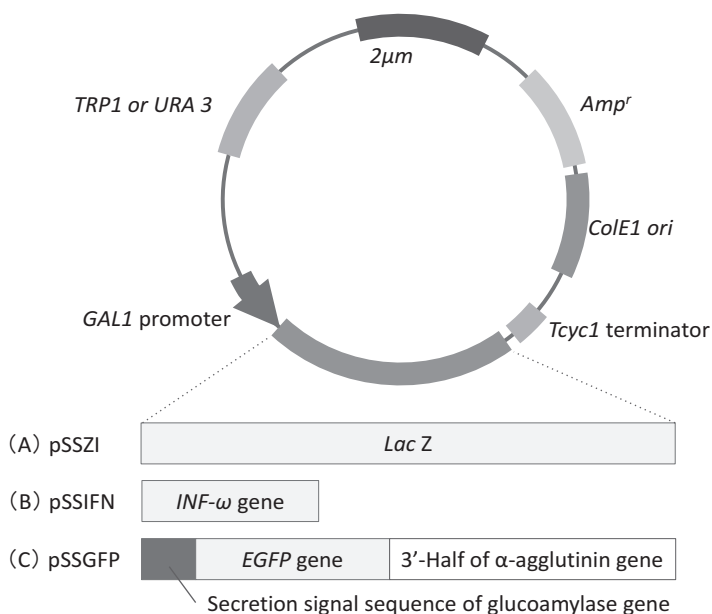 2μm
TRP1 or URA 3
Ampʳ
ColE1 ori
GAL1 promoter
Tcyc1 terminator
（A）pSSZI
Lac Z
（B）pSSIFN
INF-ω gene
（C）pSSGFP
EGFP gene
3’-Half of α-agglutinin gene
Secretion signal sequence of glucoamylase gene